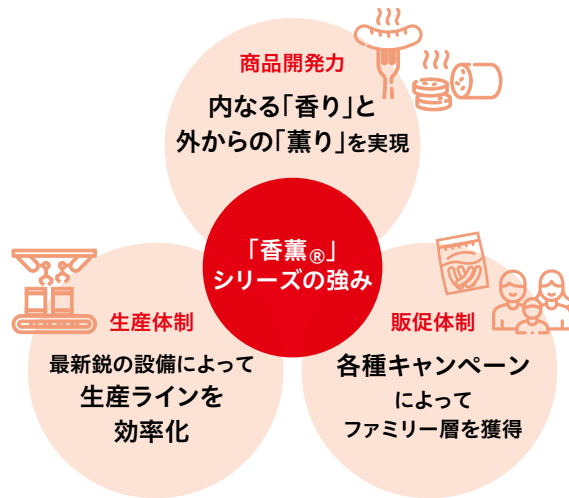 商品開発力
内なる「香り」と
外からの「薫り」を実現
「香薫®」
シリーズの強み
生産体制
最新鋭の設備によって
生産ラインを
効率化
販促体制
各種キャンペーン
によって
ファミリー層を獲得